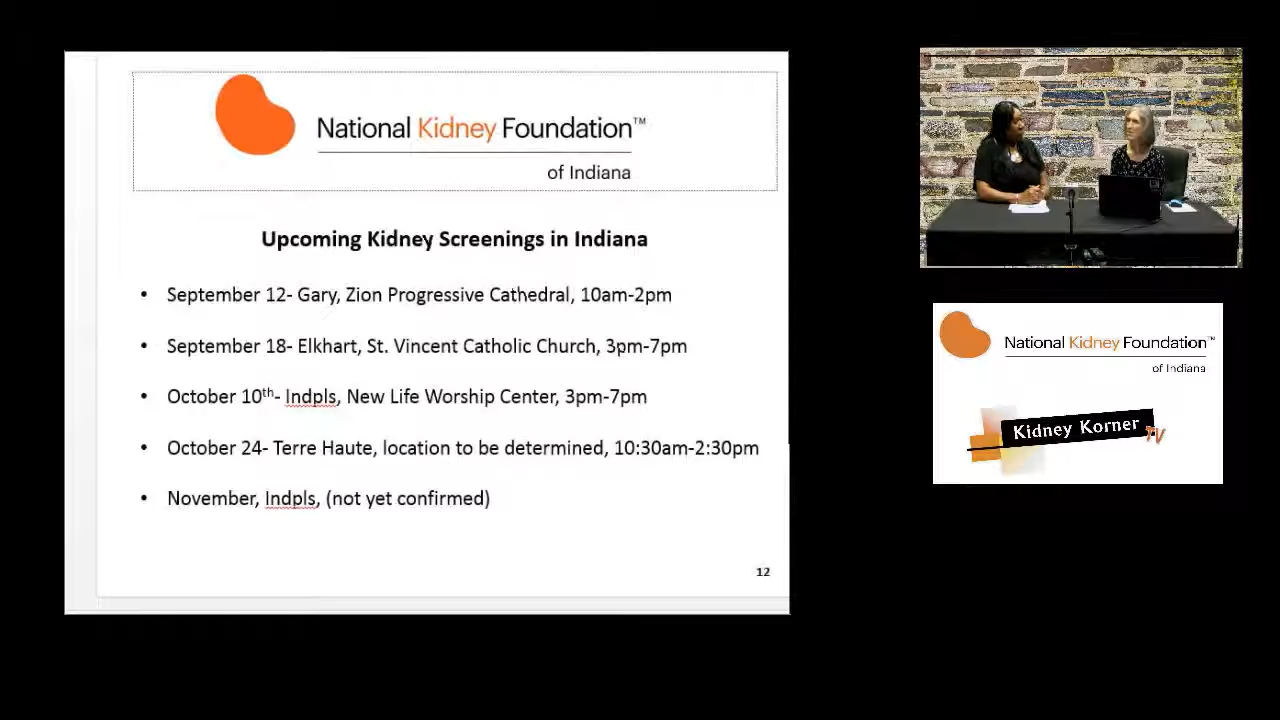 National Kidney Foundation™
of Indiana
Upcoming Kidney Screenings in Indiana
• September 12- Gary, Zion Progressive Cathedral, 10am-2pm
• September 18- Elkhart, St. Vincent Catholic Church, 3pm-7pm
• October 10th- Indpls, New Life Worship Center, 3pm-7pm
• October 24- Terre Haute, location to be determined, 10:30am-2:30pm
• November, Indpls, (not yet confirmed)
12
National Kidney Foundation™
of Indiana
Kidney Korner TV